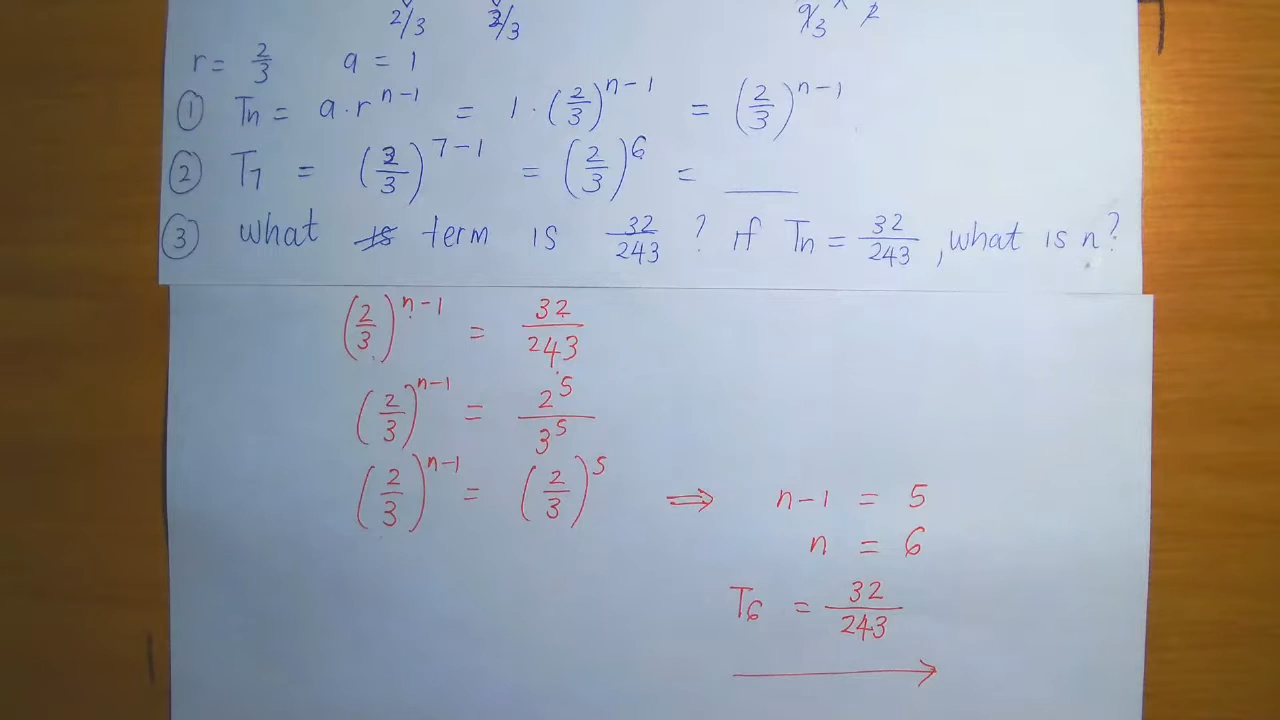 2/3 2/3 9/3 × 2
r = 2/3 a = 1
① Tn = a · r^(n-1) = 1 · (2/3)^(n-1) = (2/3)^(n-1)
② T7 = (2/3)^(7-1) = (2/3)^6 = ___
③ what is term is 32/243 ? if Tn = 32/243 , what is n?
(2/3)^(n-1) = 32/243
(2/3)^(n-1) = 2^5/3^5
(2/3)^(n-1) = (2/3)^5 ⇒ n-1 = 5
n = 6
T6 = 32/243